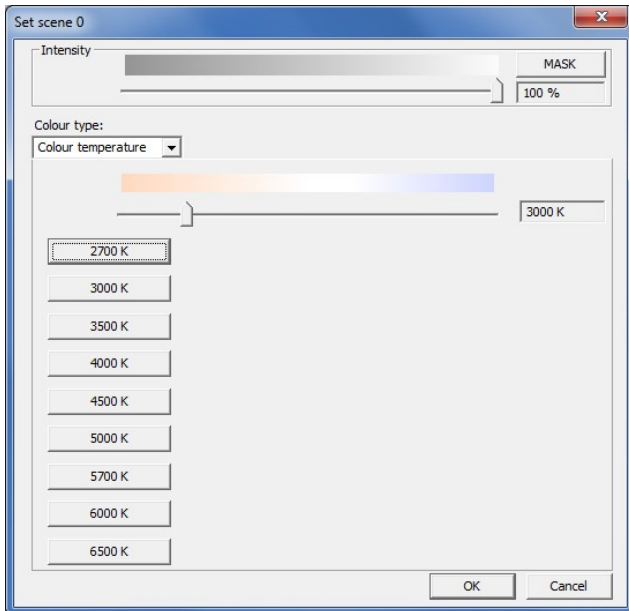 Set scene 0
Intensity
MASK
100 %
Colour type:
Colour temperature
3000 K
2700 K
3000 K
3500 K
4000 K
4500 K
5000 K
5700 K
6000 K
6500 K
OK
Cancel